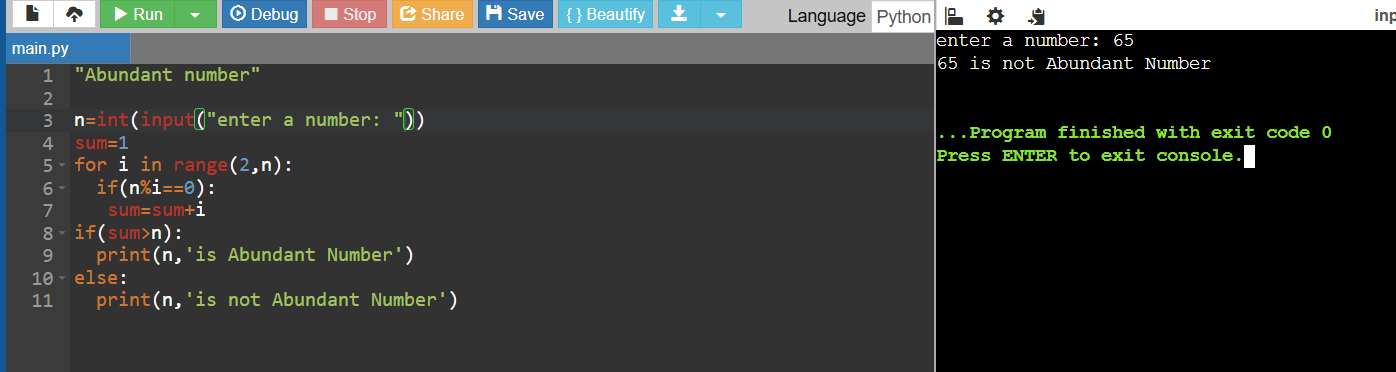 Run Debug Stop Share Save { } Beautify Language Python
inp
main.py
1 "Abundant number"
2
3 n=int(input("enter a number: "))
4 sum=1
5 for i in range(2,n):
6 if(n%i==0):
7 sum=sum+i
8 if(sum>n):
9 print(n,'is Abundant Number')
10 else:
11 print(n,'is not Abundant Number')
enter a number: 65
65 is not Abundant Number
...Program finished with exit code 0
Press ENTER to exit console.